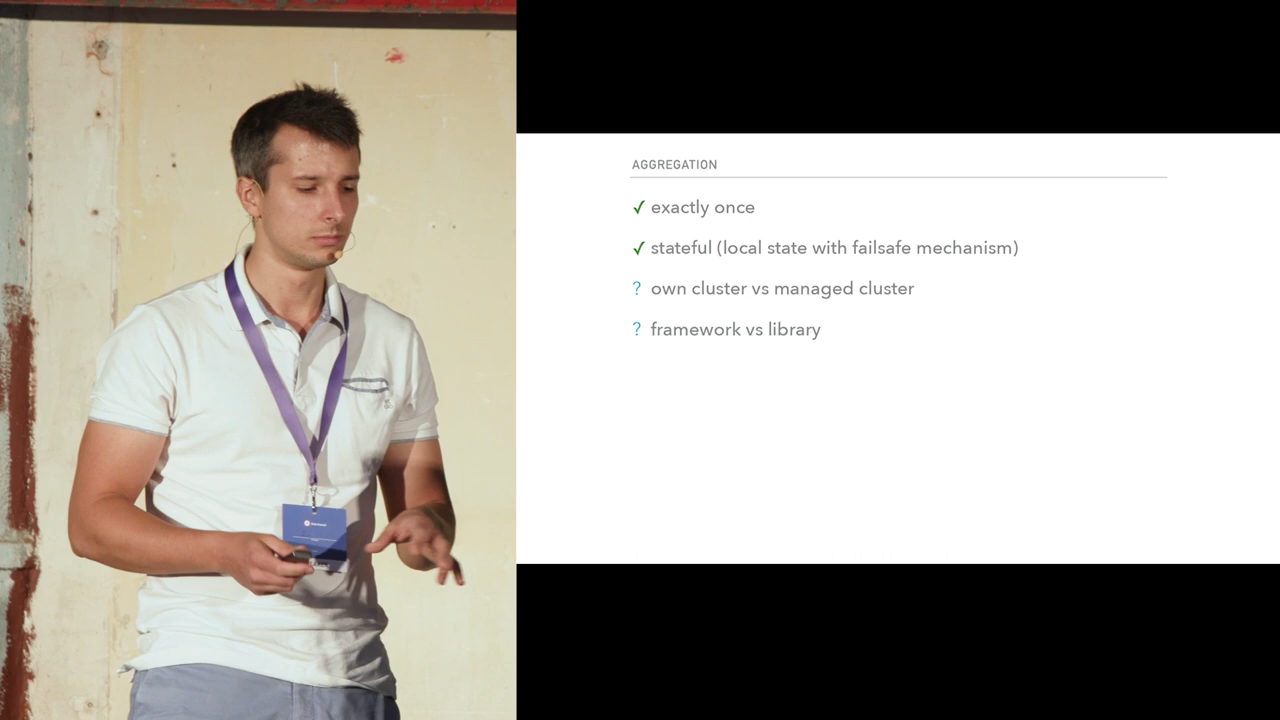 AGGREGATION
✓ exactly once
✓ stateful (local state with failsafe mechanism)
? own cluster vs managed cluster
? framework vs library